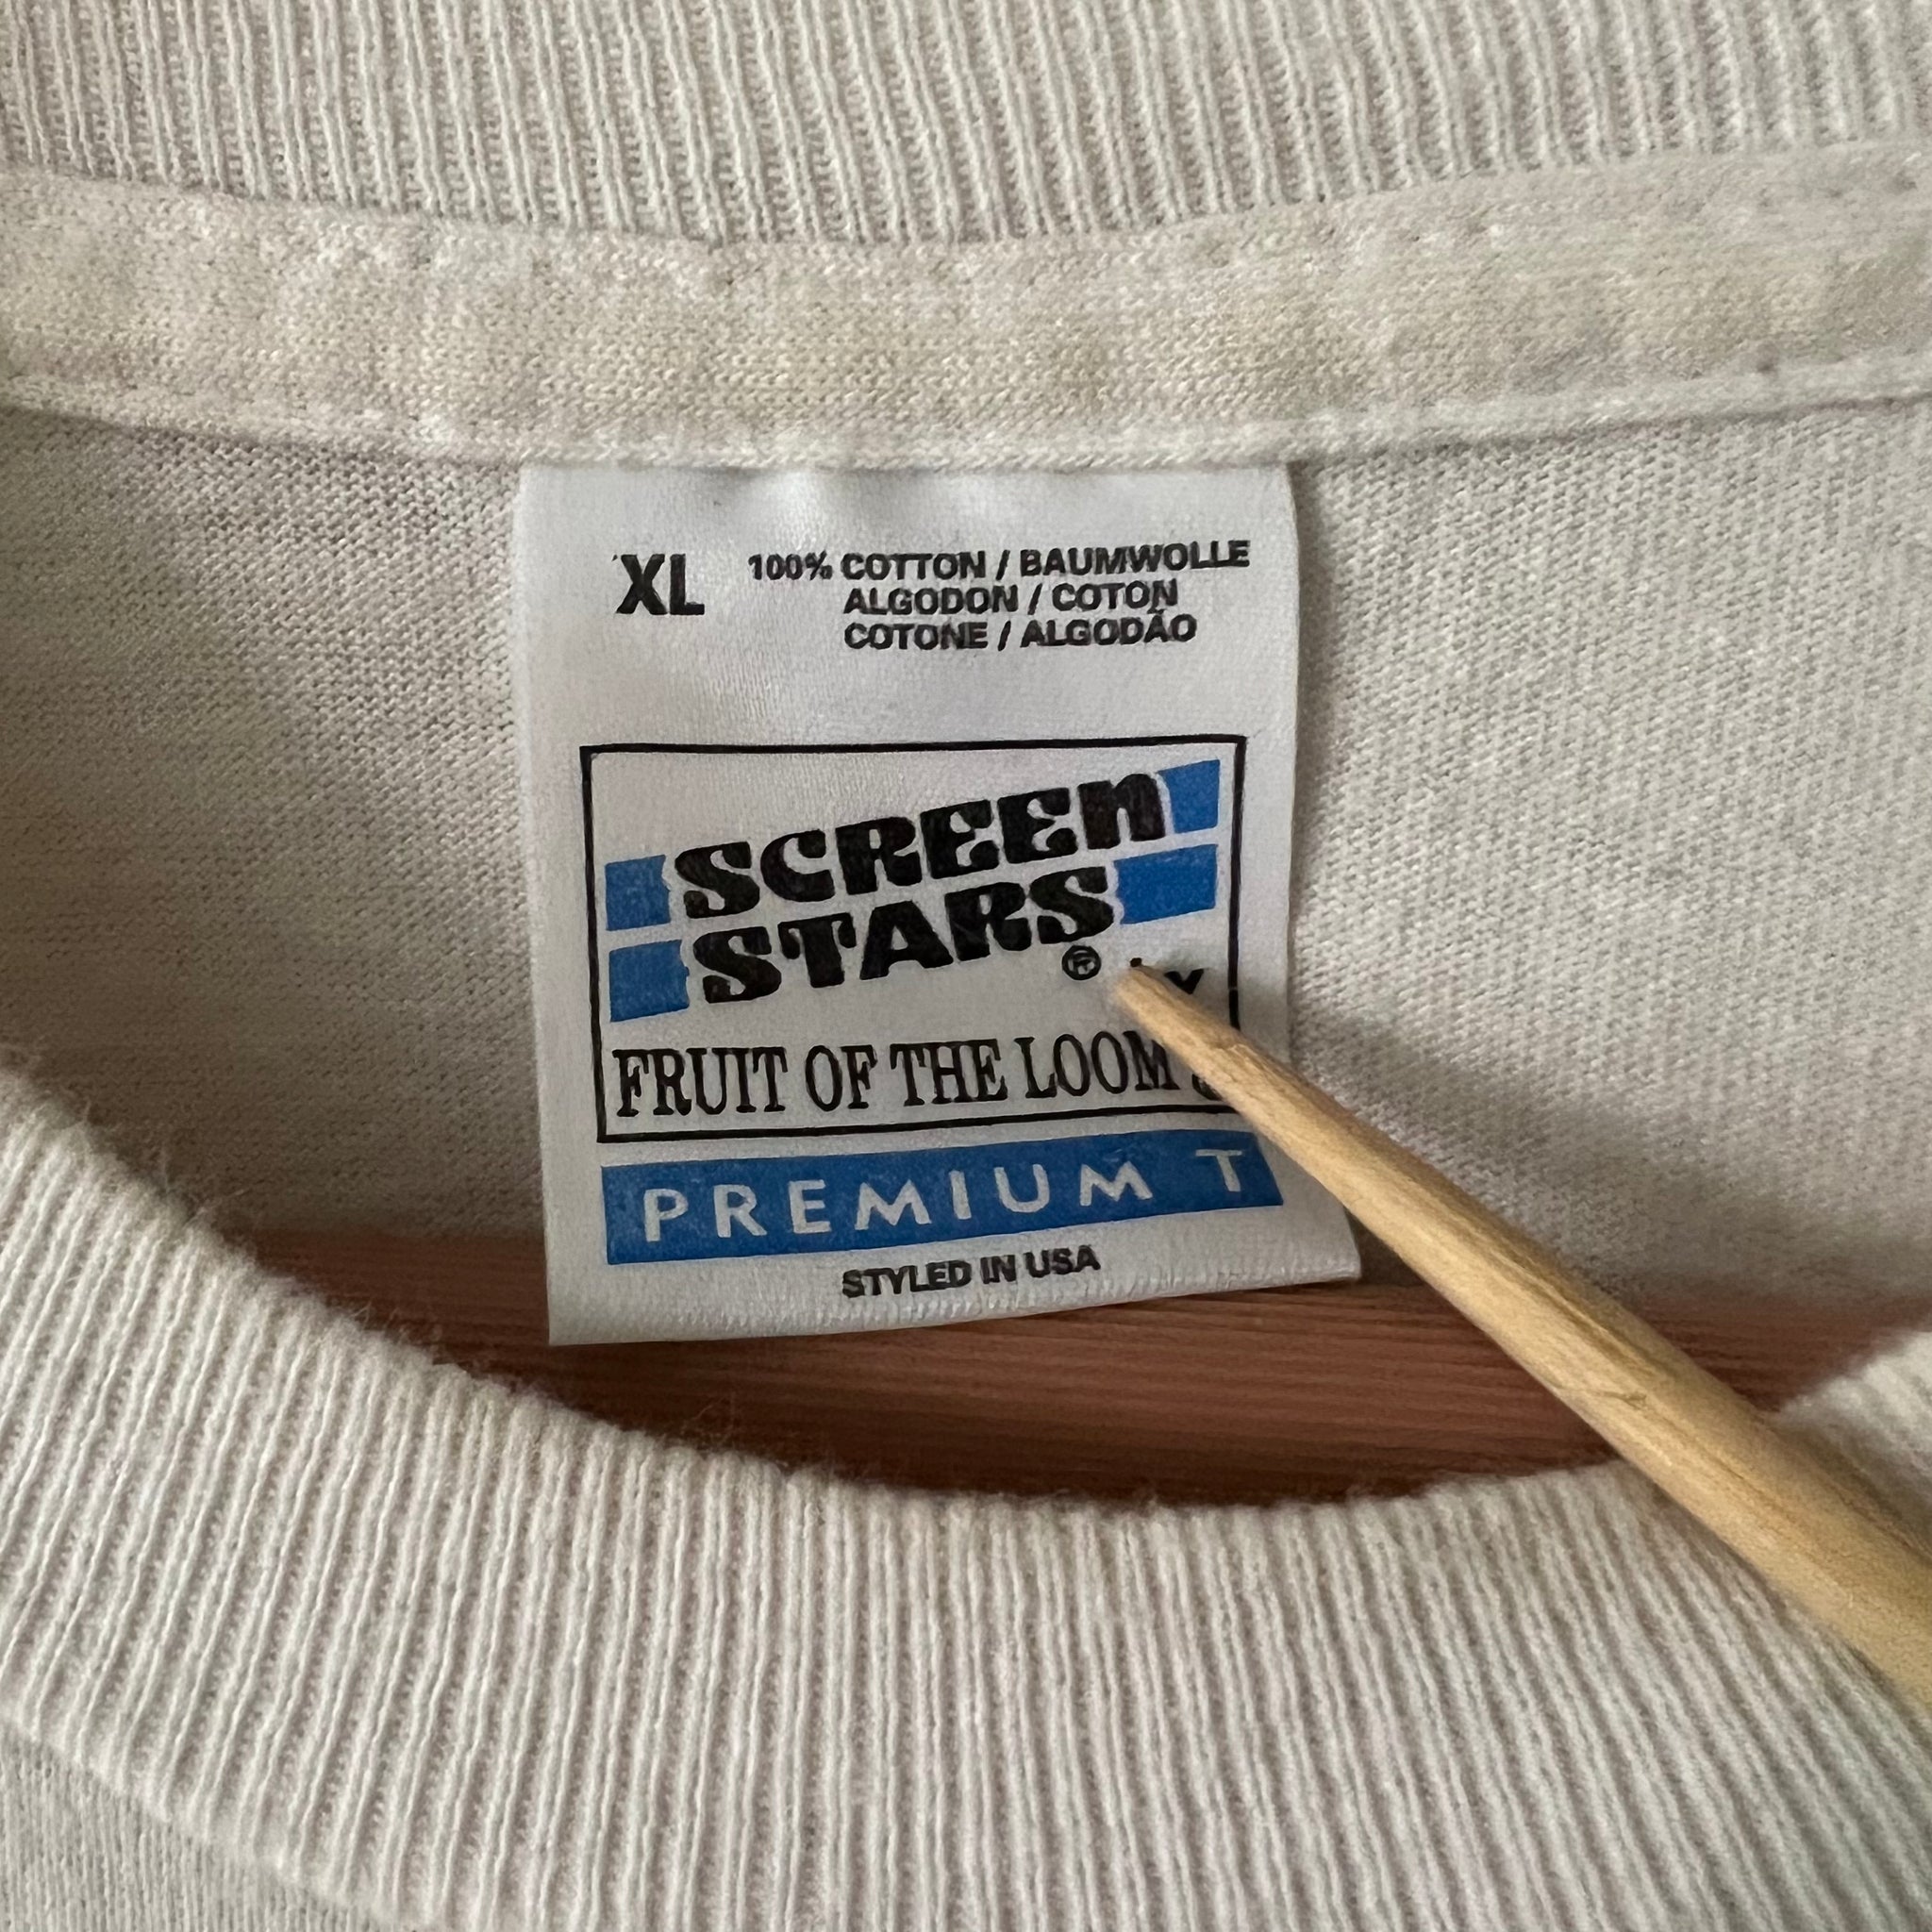 XL 100% COTTON / BAUMWOLLE
ALGODON / COTON
COTONE / ALGODÃO
SCREEN
STARS ®
FRUIT OF THE LOOM
PREMIUM T
STYLED IN USA